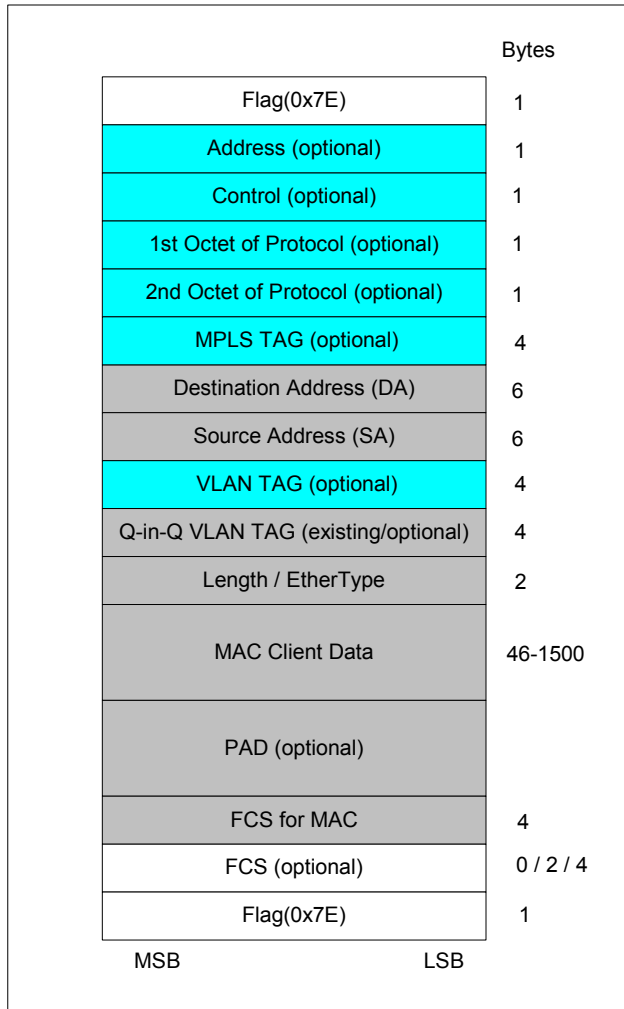 Bytes
Flag(0x7E) 1
Address (optional) 1
Control (optional) 1
1st Octet of Protocol (optional) 1
2nd Octet of Protocol (optional) 1
MPLS TAG (optional) 4
Destination Address (DA) 6
Source Address (SA) 6
VLAN TAG (optional) 4
Q-in-Q VLAN TAG (existing/optional) 4
Length / EtherType 2
MAC Client Data 46-1500
PAD (optional)
FCS for MAC 4
FCS (optional) 0 / 2 / 4
Flag(0x7E) 1
MSB LSB